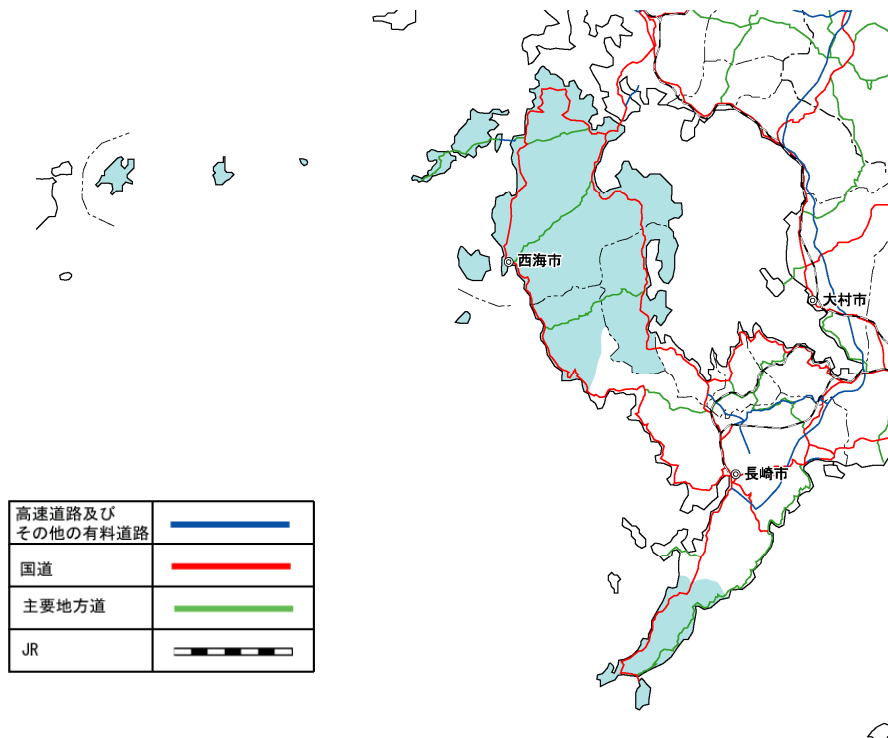 西海市
大村市
長崎市
高速道路及び
その他の有料道路
国道
主要地方道
JR